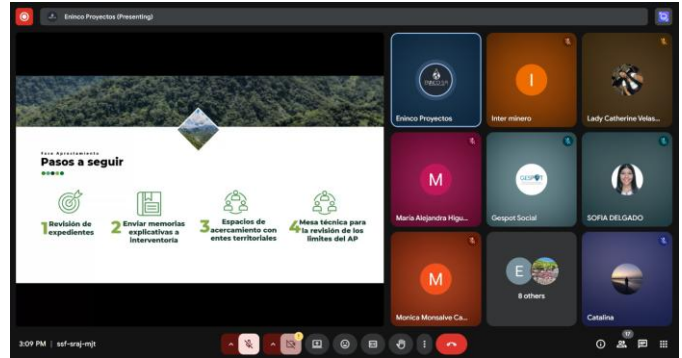 Eninco Proyectos (Presenting)
Fase Aprestamiento
Pasos a seguir
1 Revisión de
expedientes
2 Enviar memorias
explicativas a
interventoría
3 Espacios de
acercamiento con
entes territoriales
4 Mesa técnica para
la revisión de los
límites del AP
Eninco Proyectos
I
Inter minero
Lady Catherine Velas...
M
Maria Alejandra Higu...
GESPOT
Gespot Social
SOFIA DELGADO
M
Monica Monsalve Ca...
E
8 others
Catalina
3:09 PM | ssf-sraj-mjt
17